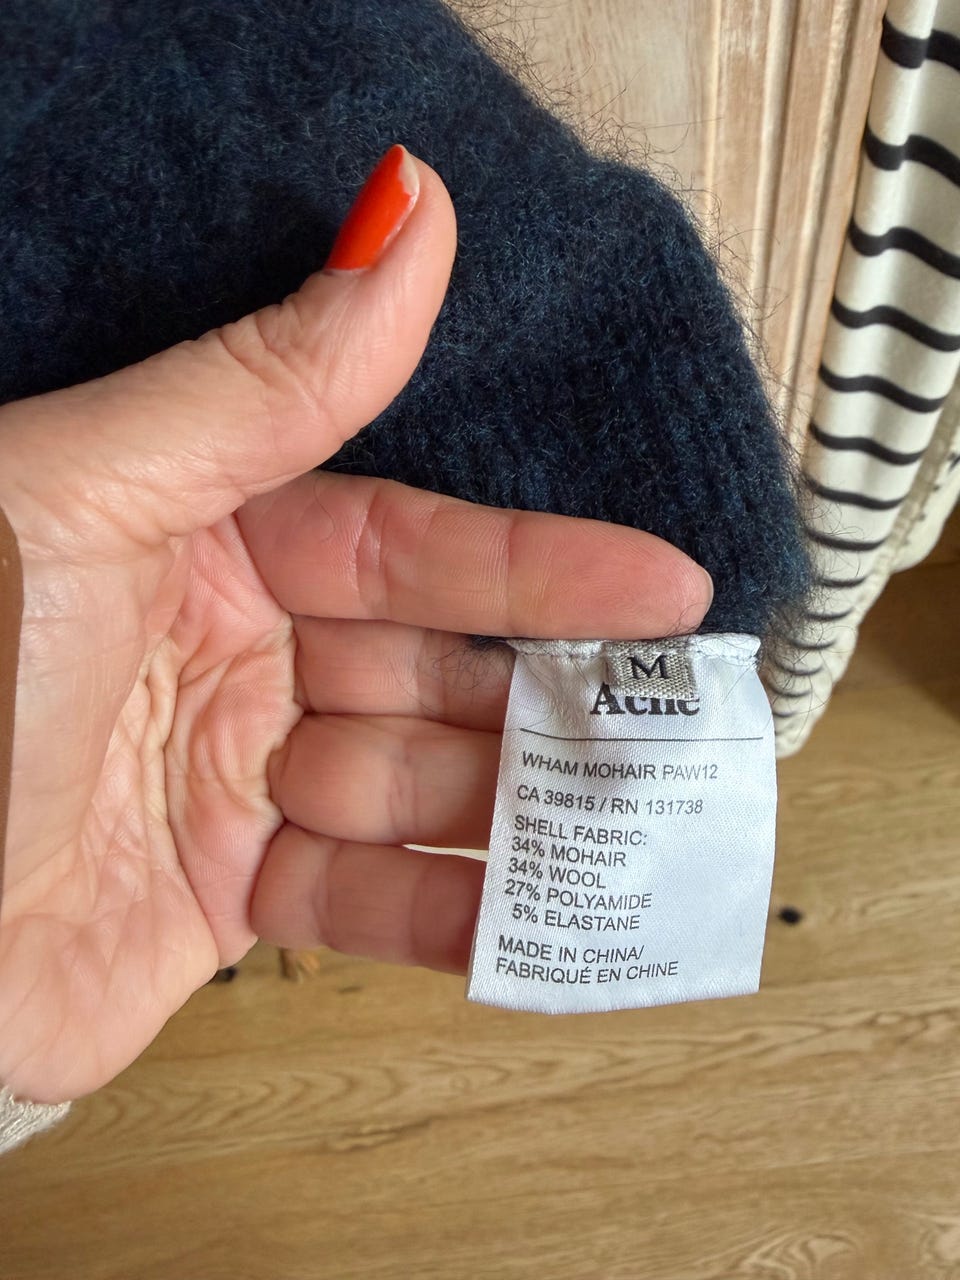 M
Acne
WHAM MOHAIR PAW12
CA 39815 / RN 131738
SHELL FABRIC:
34% MOHAIR
34% WOOL
27% POLYAMIDE
5% ELASTANE
MADE IN CHINA/
FABRIQUÉ EN CHINE